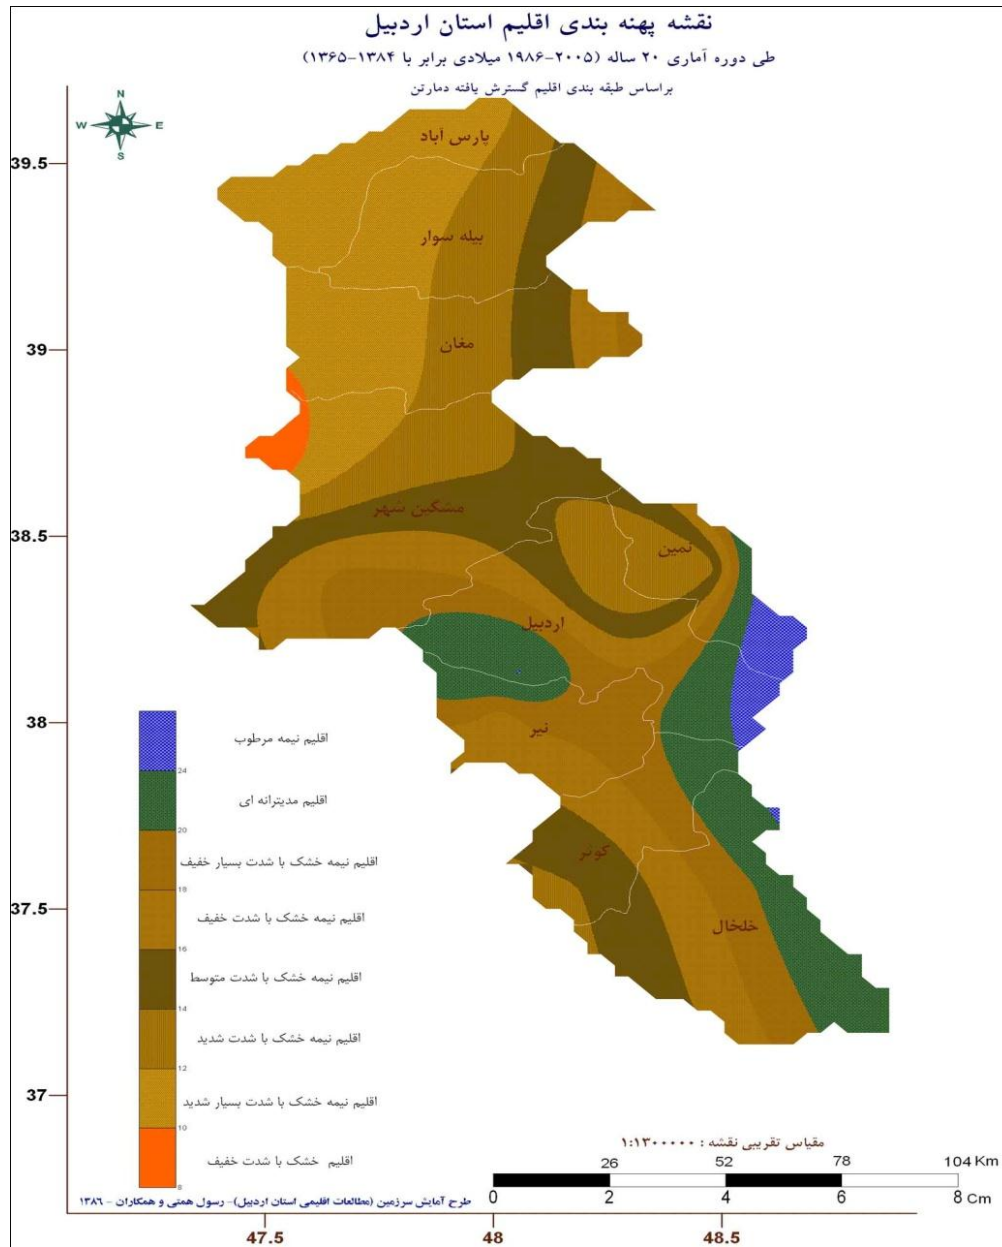 نقشه پهنه بندی اقلیم استان اردبیل
طی دوره آماری ۲۰ ساله (۲۰۰۵-۱۹۸۶ میلادی برابر با ۱۳۸۴-۱۳۶۵)
براساس طبقه بندی اقلیم گسترش یافته دمارتن
N
W E
S
پارس آباد
39.5
بیله سوار
مغان
39
مشگین شهر
38.5
نمین
اردبیل
38
نیر
اقلیم نیمه مرطوب
24
اقلیم مدیترانه ای
20
کوثر
اقلیم نیمه خشک با شدت بسیار خفیف
18
37.5
اقلیم نیمه خشک با شدت خفیف
خلخال
16
اقلیم نیمه خشک با شدت متوسط
14
اقلیم نیمه خشک با شدت شدید
12
37
اقلیم نیمه خشک با شدت بسیار شدید
10
اقلیم خشک با شدت خفیف
8
مقیاس تقریبی نقشه : ۱:۱۳۰۰۰۰۰
26 52 78 104 Km
0 2 4 6 8 Cm
طرح آمایش سرزمین (مطالعات اقلیمی استان اردبیل)- رسول همتی و همکاران - ۱۳۸۶
47.5 48 48.5